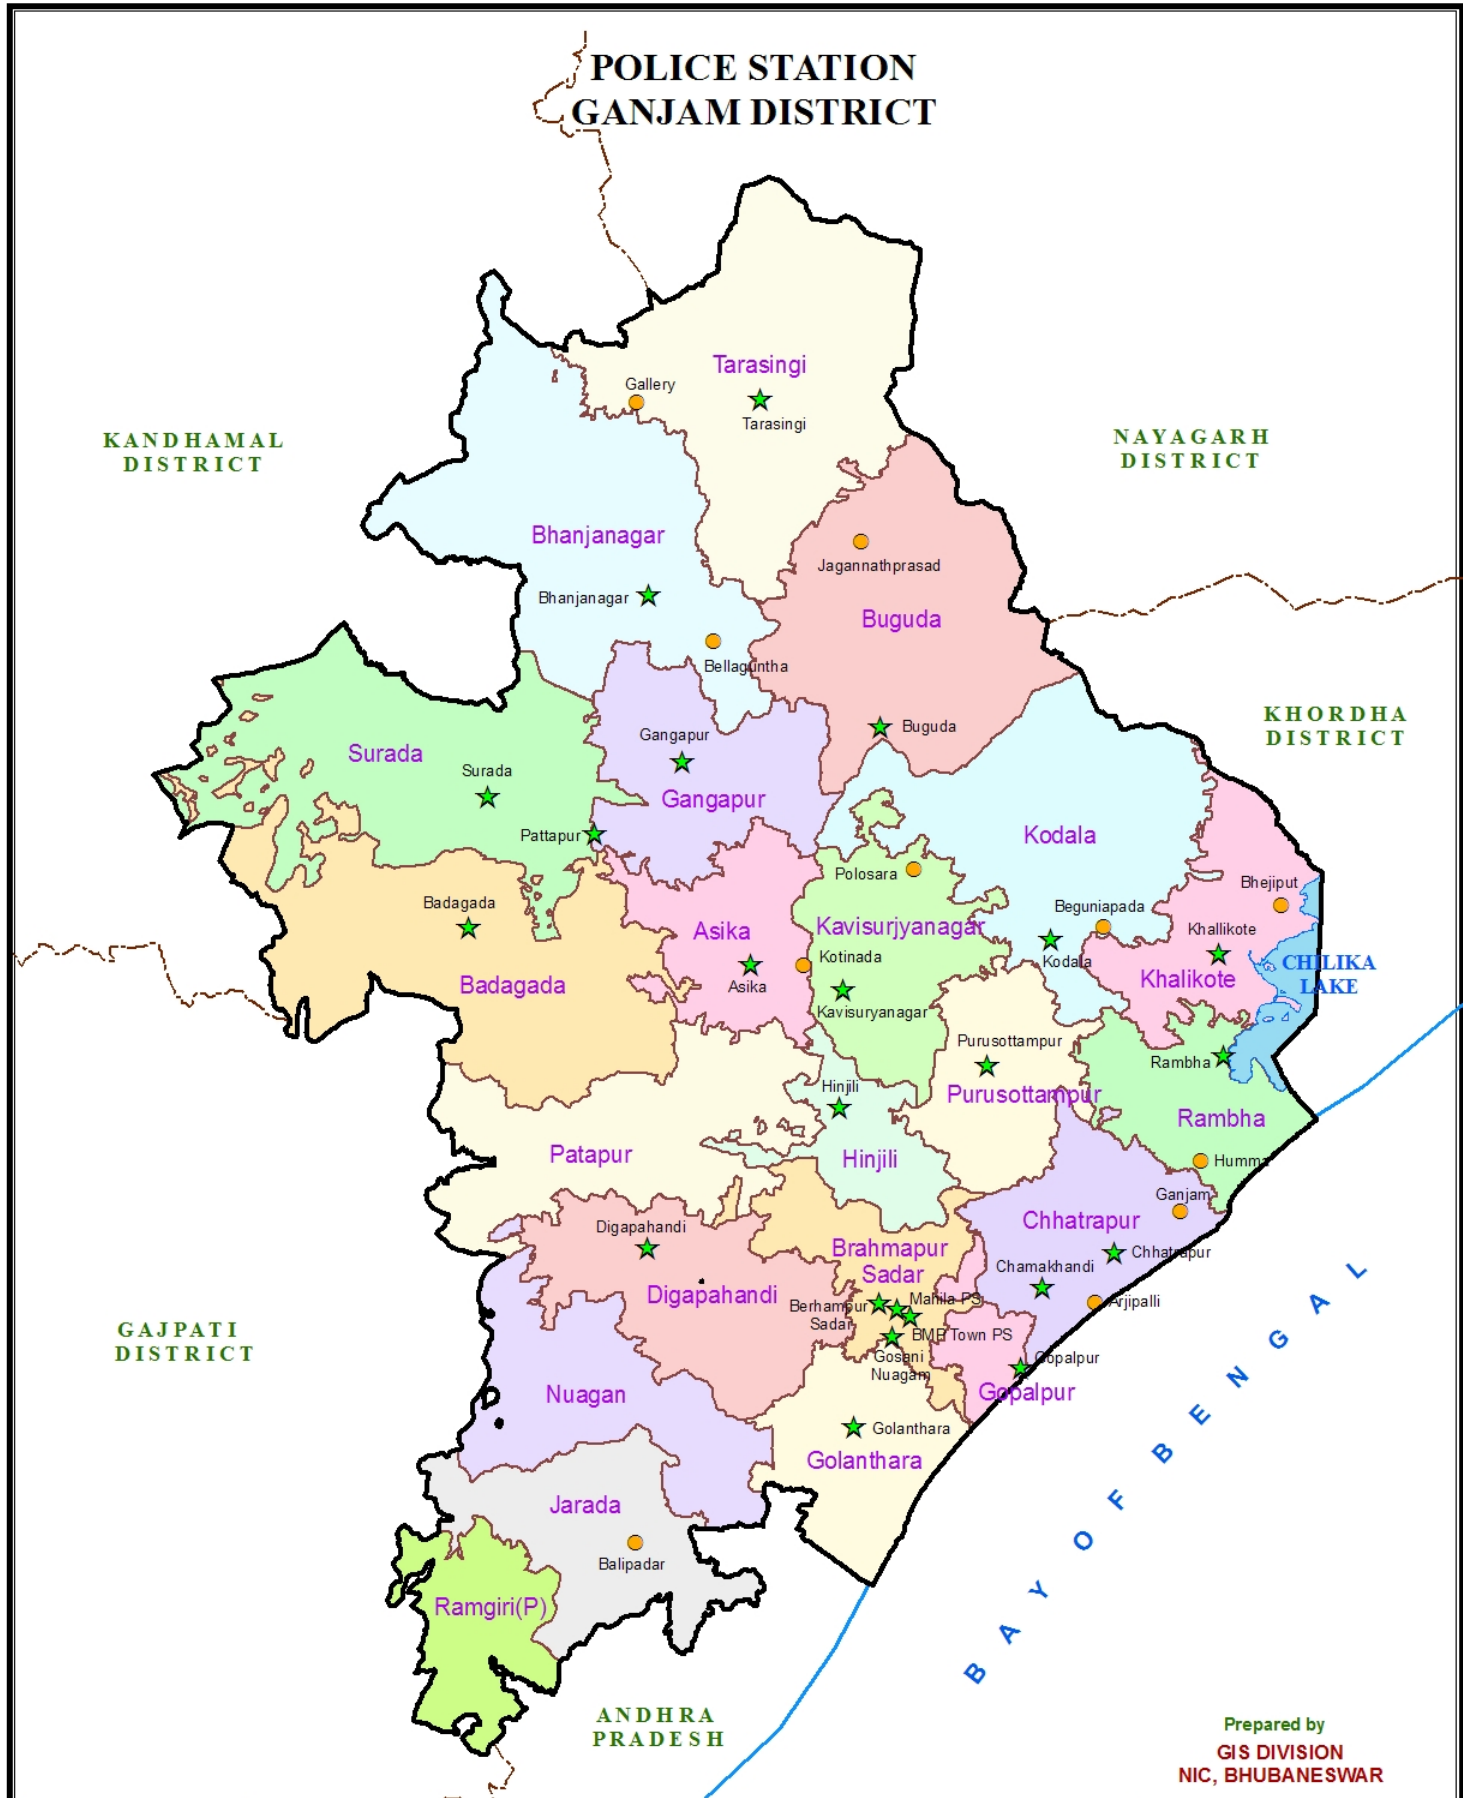 POLICE STATION
GANJAM DISTRICT
Tarasingi
Gallery
Tarasingi
KANDHAMAL
DISTRICT
NAYAGARH
DISTRICT
Bhanjanagar
Jagannathprasad
Bhanjanagar
Buguda
Bellaguntha
Buguda
KHORDHA
DISTRICT
Gangapur
Surada
Surada
Gangapur
Pattapur
Kodala
Polosara
Bhejiput
Badagada
Beguniapada
Asika
Kavisurjyanagar
Khallikote
Kotinada
Kodala
CHILIKA
LAKE
Badagada
Asika
Khalikote
Kavisuryanagar
Purusottampur
Rambha
Hinjili
Purusottampur
Rambha
Patapur
Hinjili
Humma
Ganjam
Digapahandi
Chhatrapur
Brahmapur
Sadar
Chhatrapur
Chamakhandi
Digapahandi
Berhampur
Sadar
Mahila PS
Arjipalli
BMP Town PS
GAJPATI
DISTRICT
Gosani
Nuagam
Gopalpur
Gopalpur
Nuagan
Golanthara
Golanthara
Jarada
Balipadar
Ramgiri(P)
BAY OF BENGAL
ANDHRA
PRADESH
Prepared by
GIS DIVISION
NIC, BHUBANESWAR